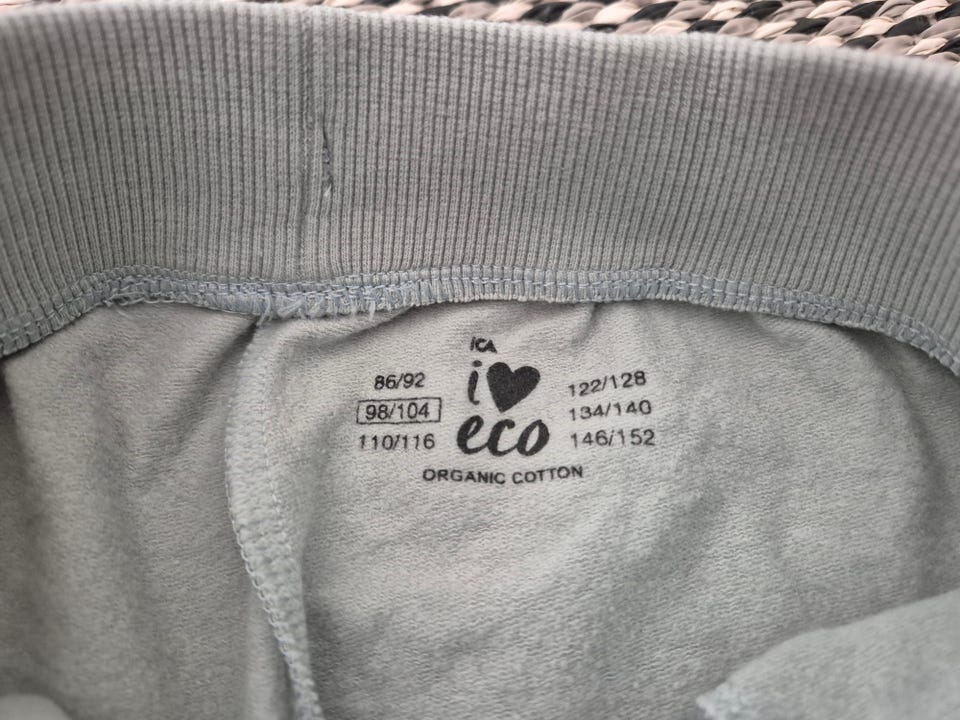 ICA
i♥
eco
86/92
98/104
110/116
122/128
134/140
146/152
ORGANIC COTTON